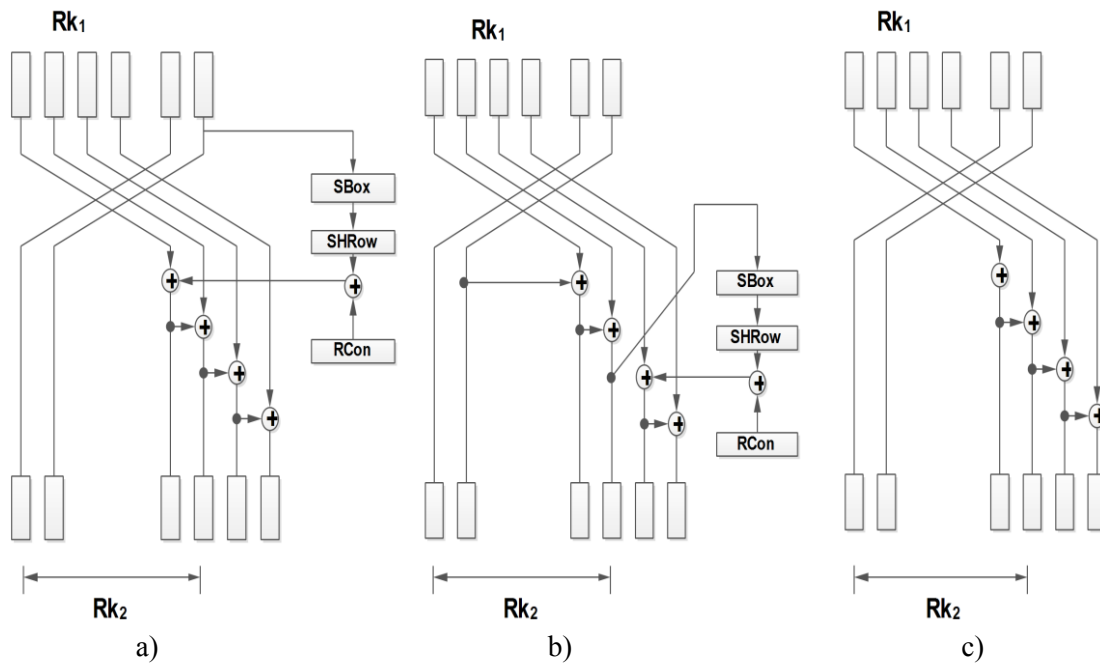 Rk₁
SBox
SHRow
+
+
+
RCon
+
+
Rk₂
a)
Rk₁
SBox
+
SHRow
+
+
+
+
RCon
Rk₂
b)
Rk₁
+
+
+
+
Rk₂
c)